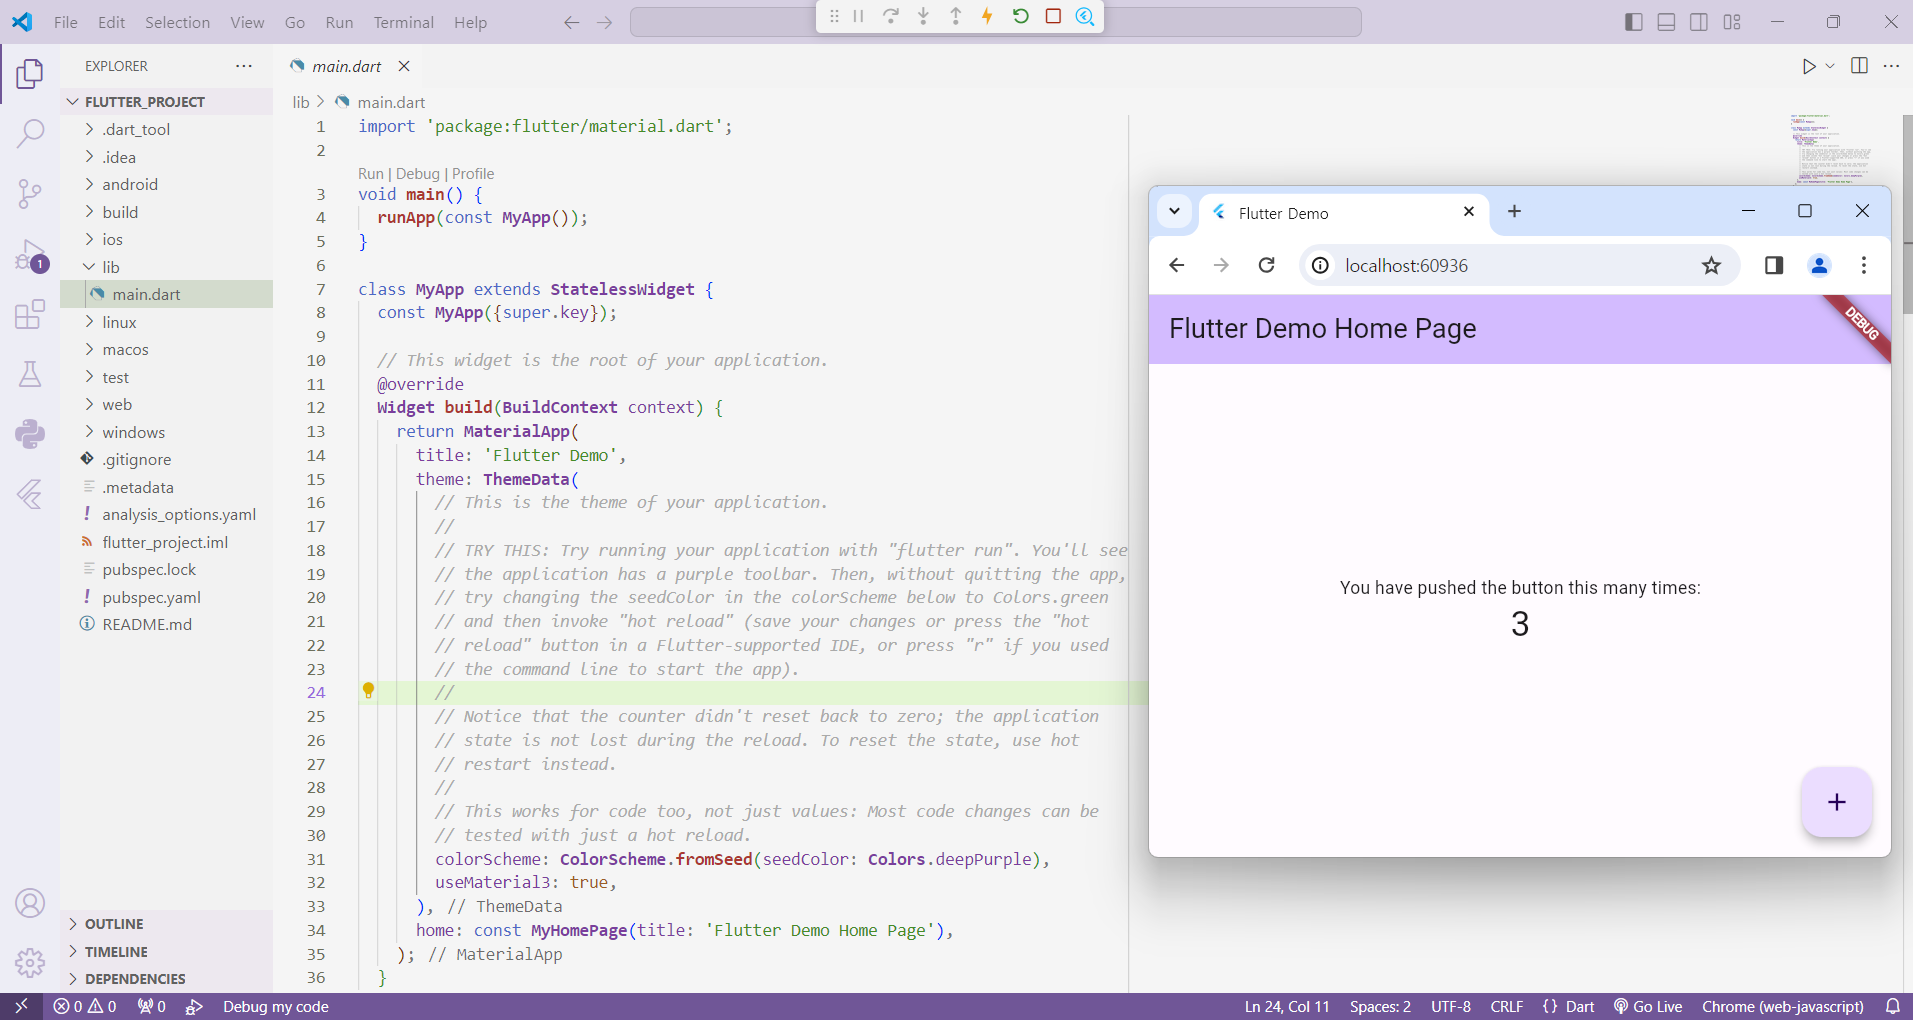 File Edit Selection View Go Run Terminal Help
EXPLORER
FLUTTER_PROJECT
.dart_tool
.idea
android
build
ios
lib
main.dart
linux
macos
test
web
windows
.gitignore
.metadata
! analysis_options.yaml
flutter_project.iml
pubspec.lock
! pubspec.yaml
README.md
OUTLINE
TIMELINE
DEPENDENCIES
1
main.dart
lib > main.dart
1 import 'package:flutter/material.dart';
2
Run | Debug | Profile
3 void main() {
4 runApp(const MyApp());
5 }
6
7 class MyApp extends StatelessWidget {
8 const MyApp({super.key});
9
10 // This widget is the root of your application.
11 @override
12 Widget build(BuildContext context) {
13 return MaterialApp(
14 title: 'Flutter Demo',
15 theme: ThemeData(
16 // This is the theme of your application.
17 //
18 // TRY THIS: Try running your application with "flutter run". You'll see
19 // the application has a purple toolbar. Then, without quitting the app,
20 // try changing the seedColor in the colorScheme below to Colors.green
21 // and then invoke "hot reload" (save your changes or press the "hot
22 // reload" button in a Flutter-supported IDE, or press "r" if you used
23 // the command line to start the app).
24 //
25 // Notice that the counter didn't reset back to zero; the application
26 // state is not lost during the reload. To reset the state, use hot
27 // restart instead.
28 //
29 // This works for code too, not just values: Most code changes can be
30 // tested with just a hot reload.
31 colorScheme: ColorScheme.fromSeed(seedColor: Colors.deepPurple),
32 useMaterial3: true,
33 ), // ThemeData
34 home: const MyHomePage(title: 'Flutter Demo Home Page'),
35 ); // MaterialApp
36 }
Flutter Demo
localhost:60936
Flutter Demo Home Page
DEBUG
You have pushed the button this many times:
3
0 0 0 Debug my code Ln 24, Col 11 Spaces: 2 UTF-8 CRLF {} Dart Go Live Chrome (web-javascript)